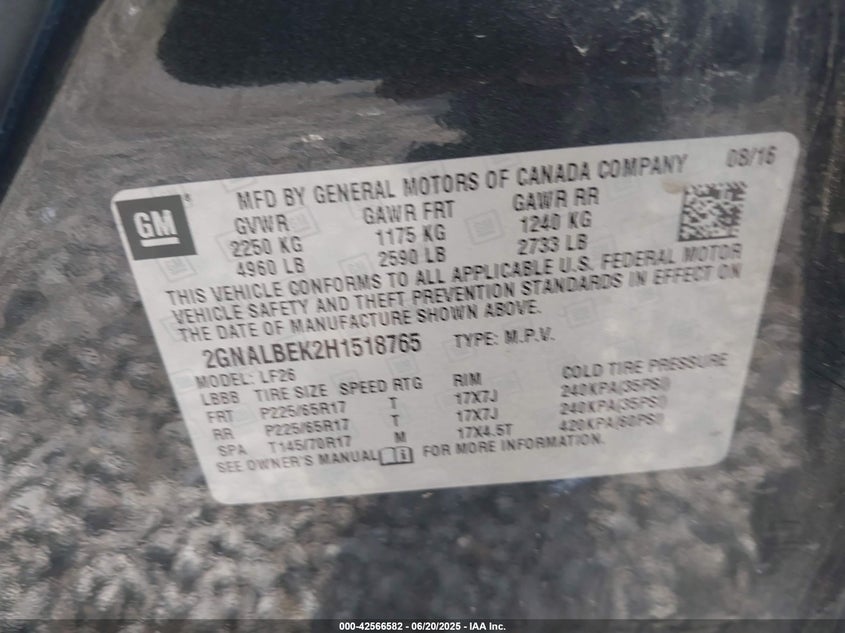 MFD BY GENERAL MOTORS OF CANADA COMPANY 08/16
GM
GVWR GAWR FRT GAWR RR
2250 KG 1175 KG 1240 KG
4960 LB 2590 LB 2733 LB
THIS VEHICLE CONFORMS TO ALL APPLICABLE U.S. FEDERAL MOTOR
VEHICLE SAFETY AND THEFT PREVENTION STANDARDS IN EFFECT ON
THE DATE OF MANUFACTURE SHOWN ABOVE.
2GNALBEK2H1518765 TYPE: M.P.V.
MODEL: LF26
LBBB TIRE SIZE SPEED RTG RIM COLD TIRE PRESSURE
FRT P225/65R17 T 17X7J 240KPA(35PSI)
RR P225/65R17 T 17X7J 240KPA(35PSI)
SPA T145/70R17 M 17X4.5T 420KPA(60PSI)
SEE OWNER'S MANUAL FOR MORE INFORMATION.
000-42566582 - 06/20/2025 - IAA Inc.